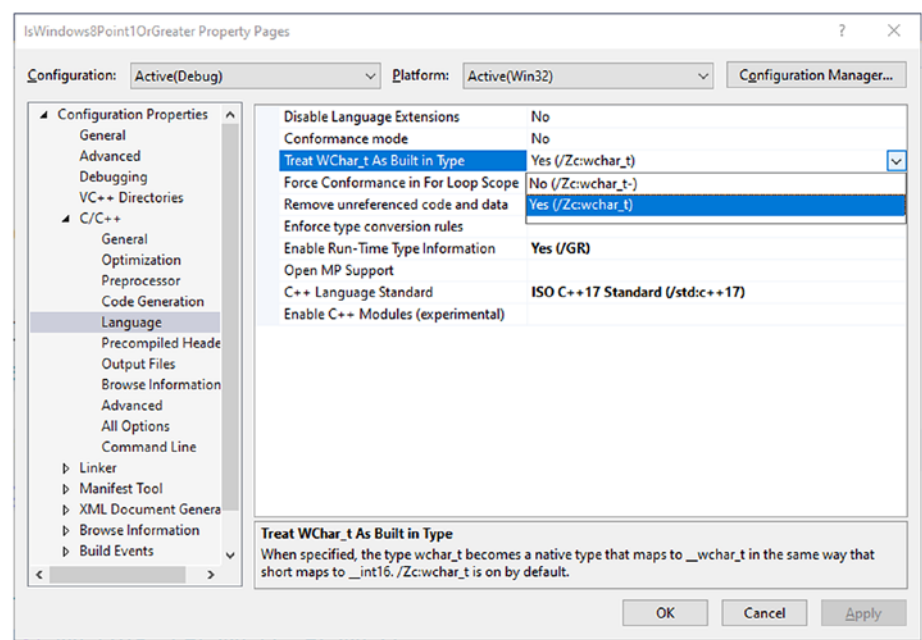 IsWindows8Point1OrGreater Property Pages
?
Configuration: Active(Debug) Platform: Active(Win32) Configuration Manager...
Configuration Properties
General
Advanced
Debugging
VC++ Directories
C/C++
General
Optimization
Preprocessor
Code Generation
Language
Precompiled Heade
Output Files
Browse Information
Advanced
All Options
Command Line
Linker
Manifest Tool
XML Document Genera
Browse Information
Build Events
Disable Language Extensions No
Conformance mode No
Treat WChar_t As Built in Type Yes (/Zc:wchar_t)
Force Conformance in For Loop Scope No (/Zc:wchar_t-)
Remove unreferenced code and data Yes (/Zc:wchar_t)
Enforce type conversion rules
Enable Run-Time Type Information Yes (/GR)
Open MP Support
C++ Language Standard ISO C++17 Standard (/std:c++17)
Enable C++ Modules (experimental)
Treat WChar_t As Built in Type
When specified, the type wchar_t becomes a native type that maps to __wchar_t in the same way that
short maps to __int16. /Zc:wchar_t is on by default.
OK Cancel Apply